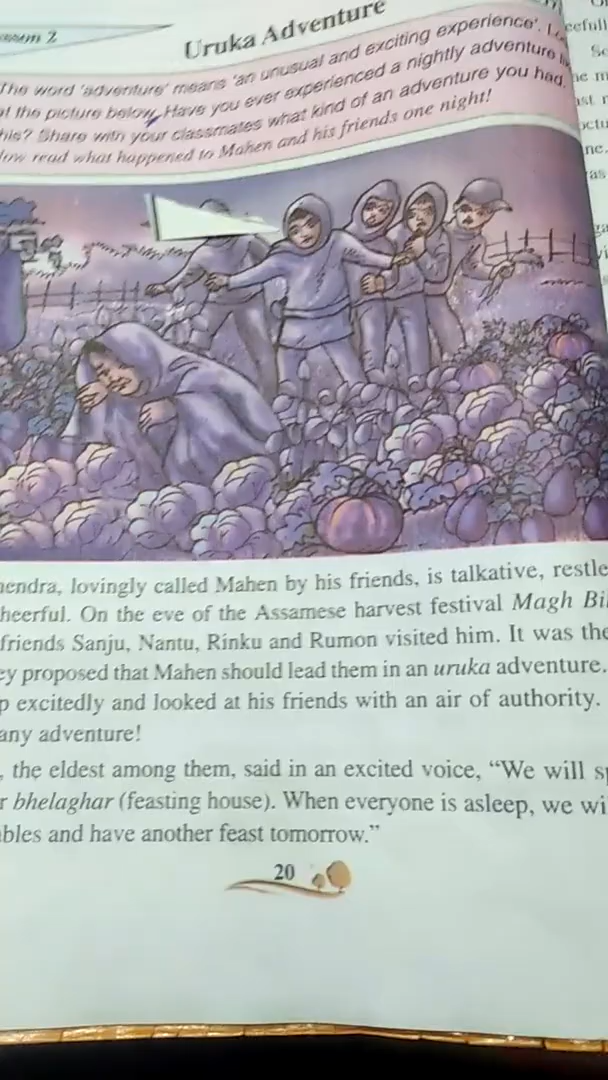 Uruka Adventure
The word 'adventure' means 'an unusual and exciting experience'.
at the picture below. Have you ever experienced a nightly adventure
this? Share with your classmates what kind of an adventure you had.
Now read what happened to Mahen and his friends one night!
endra, lovingly called Mahen by his friends, is talkative, restle
heerful. On the eve of the Assamese harvest festival Magh Bi
friends Sanju, Nantu, Rinku and Rumon visited him. It was the
ey proposed that Mahen should lead them in an uruka adventure.
p excitedly and looked at his friends with an air of authority.
any adventure!
, the eldest among them, said in an excited voice, “We will sp
r bhelaghar (feasting house). When everyone is asleep, we wi
bles and have another feast tomorrow.”
20